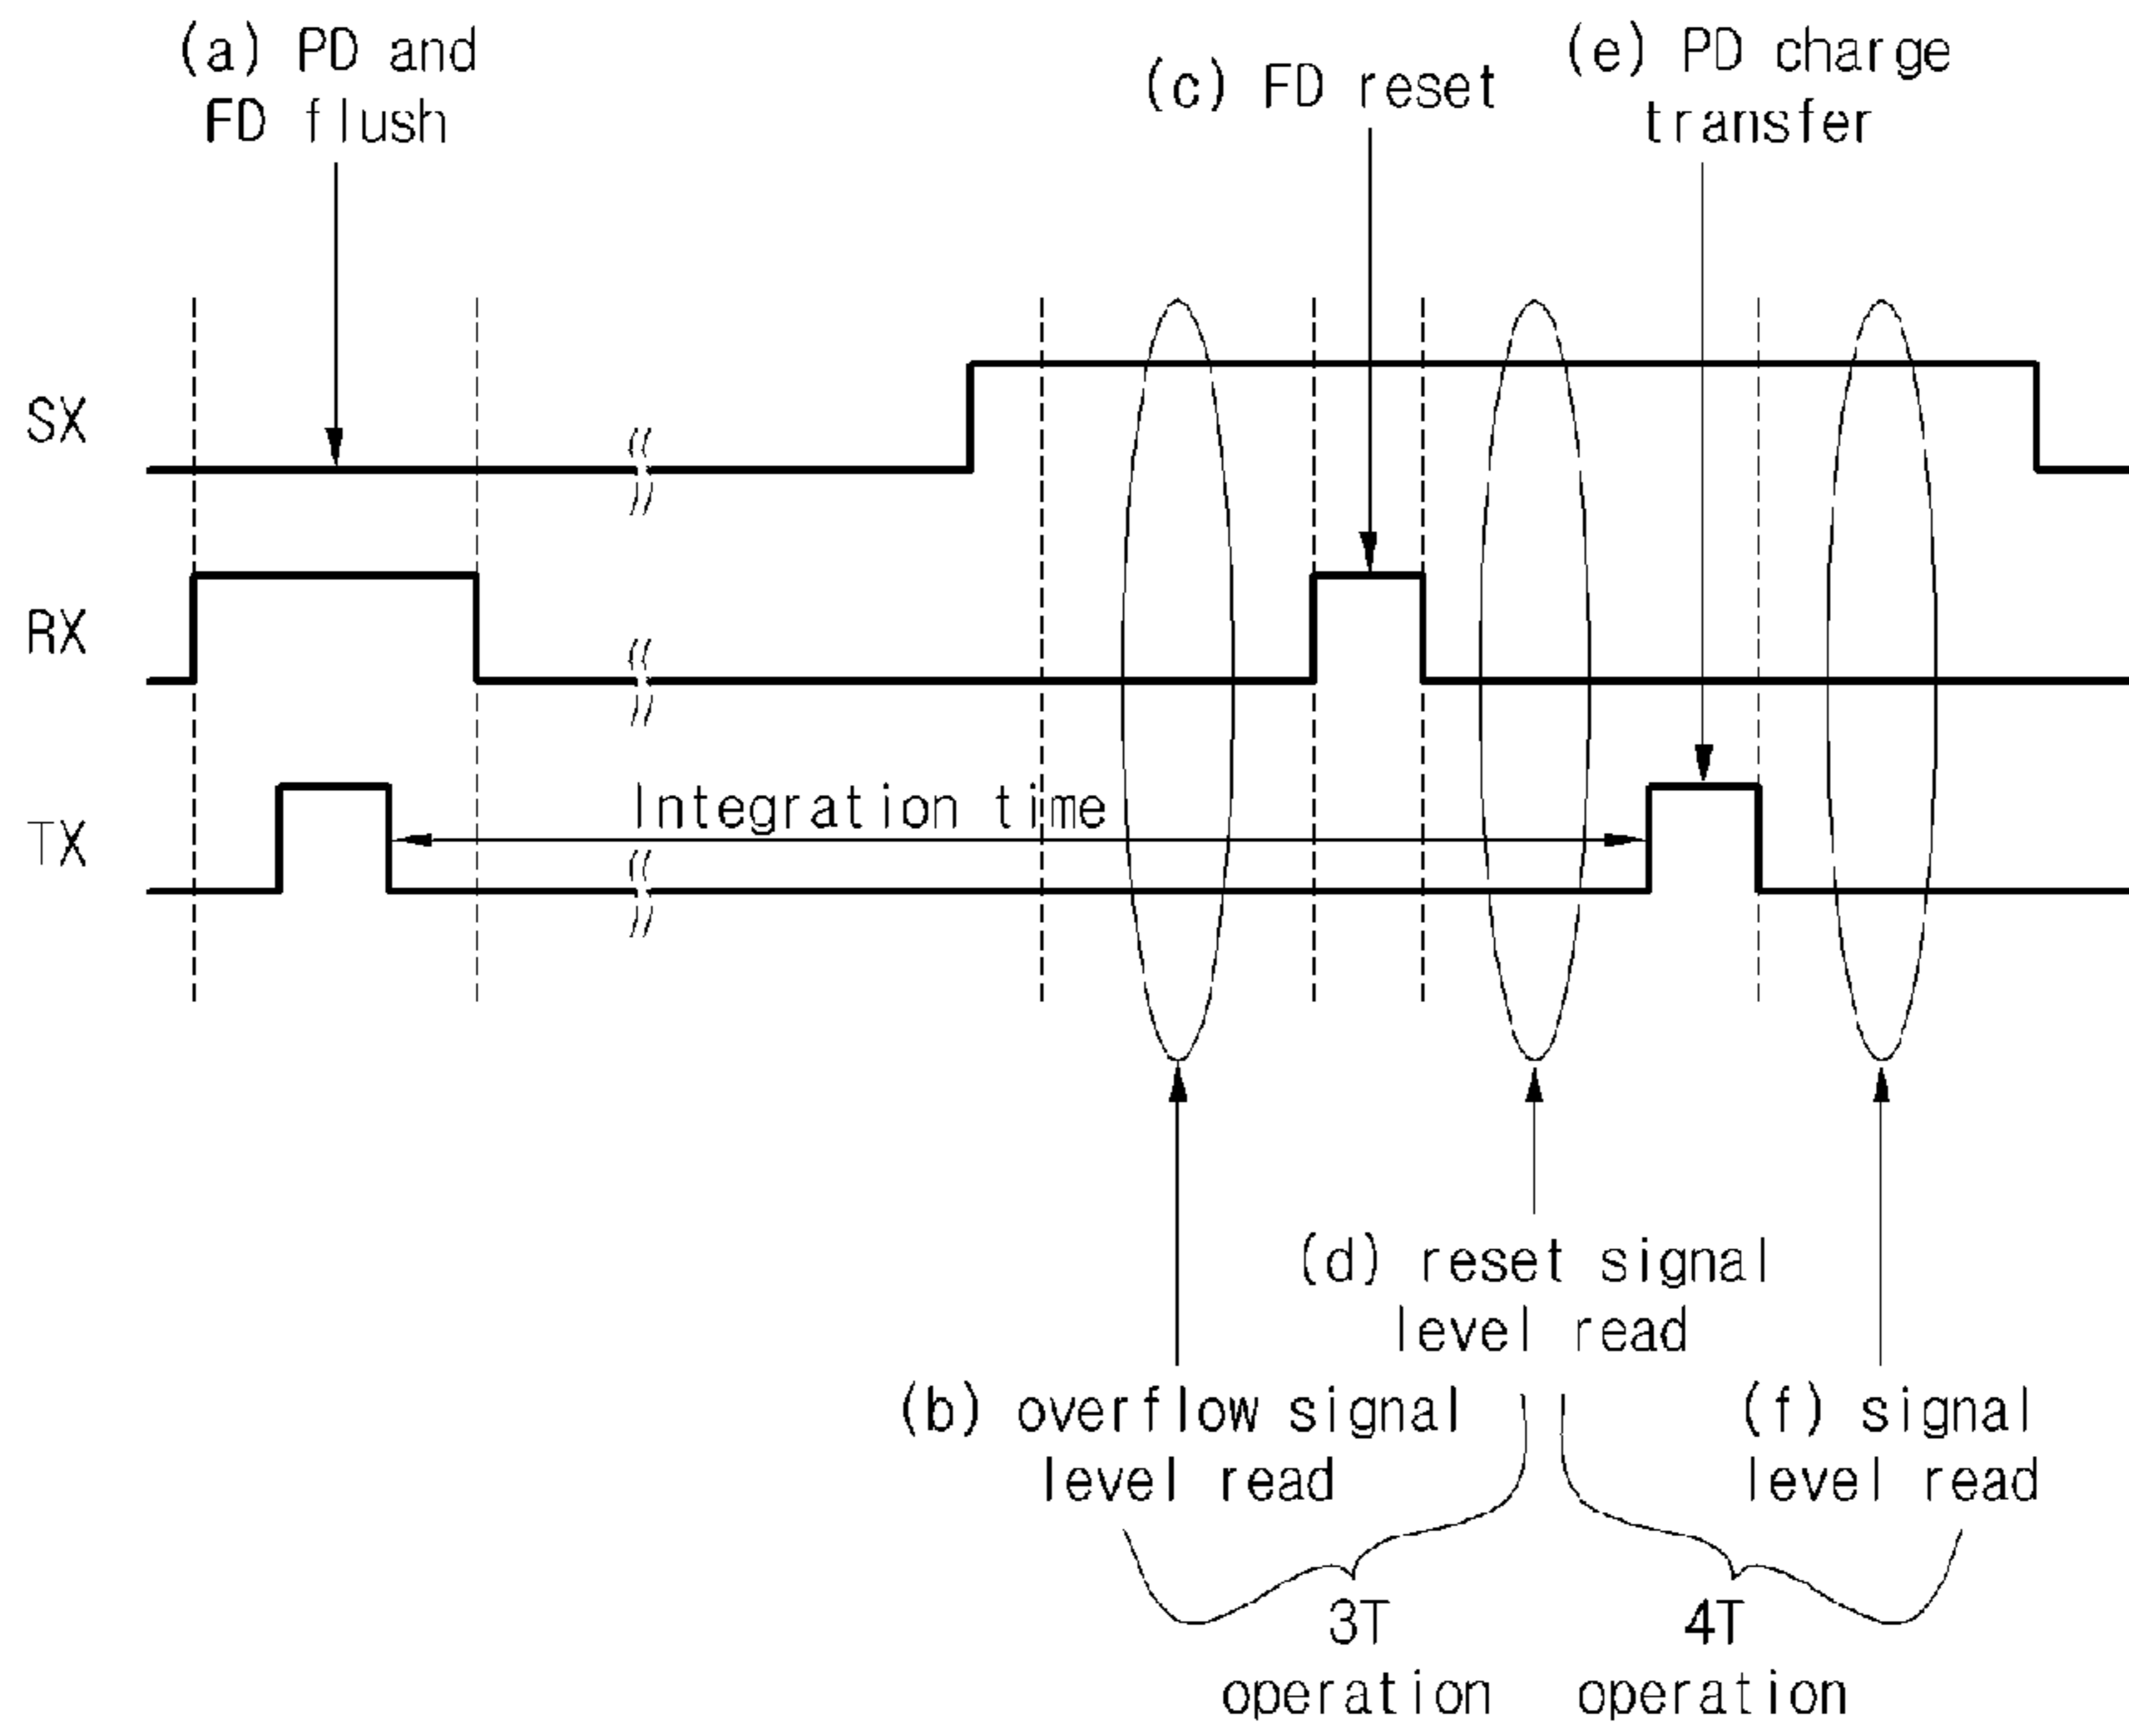 (a) PD and
FD flush
(c) FD reset
(e) PD charge
transfer
SX
RX
TX
Integration time
(d) reset signal
level read
(b) overflow signal
level read
(f) signal
level read
3T
operation
4T
operation